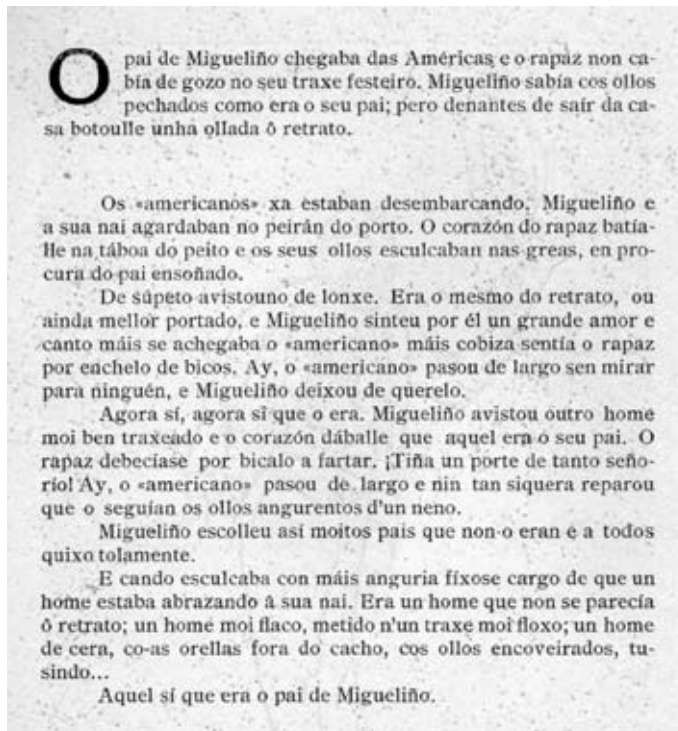 O pai de Migueliño chegaba das Américas e o rapaz non ca-
bía de gozo no seu traxe festeiro. Migueliño sabía cos ollos
pechados como era o seu pai; pero denantes de saír da ca-
sa botoulle unha ollada ô retrato.
Os «americanos» xa estaban desembarcando. Migueliño e
a sua nai agardaban no peirán do porto. O corazón do rapaz batía-
lle na táboa do peito e os seus ollos esculcaban nas greas, en pro-
cura do pai ensoñado.
De súpeto avistouno de lonxe. Era o mesmo do retrato, ou
ainda mellor portado, e Migueliño sinteu por él un grande amor e
canto máis se achegaba o «americano» máis cobiza sentía o rapaz
por enchelo de bicos. Ay, o «americano» pasou de largo sen mirar
para ninguén, e Migueliño deixou de querelo.
Agora sí, agora sí que o era. Migueliño avistou outro home
moi ben traxeado e o corazón dáballe que aquel era o seu pai. O
rapaz debecíase por bicalo a fartar. ¡Tiña un porte de tanto seño-
río! Ay, o «americano» pasou de largo e nin tan siquera reparou
que o seguían os ollos angurentos d'un neno.
Migueliño escolleu así moitos pais que non-o eran e a todos
quixo tolamente.
E cando esculcaba con máis anguria fíxose cargo de que un
home estaba abrazando â sua nai. Era un home que non se parecía
ô retrato; un home moi flaco, metido n'un traxe moi floxo; un home
de cera, co-as orellas fora do cacho, cos ollos encoveirados, tu-
sindo...
Aquel sí que era o pai de Migueliño.